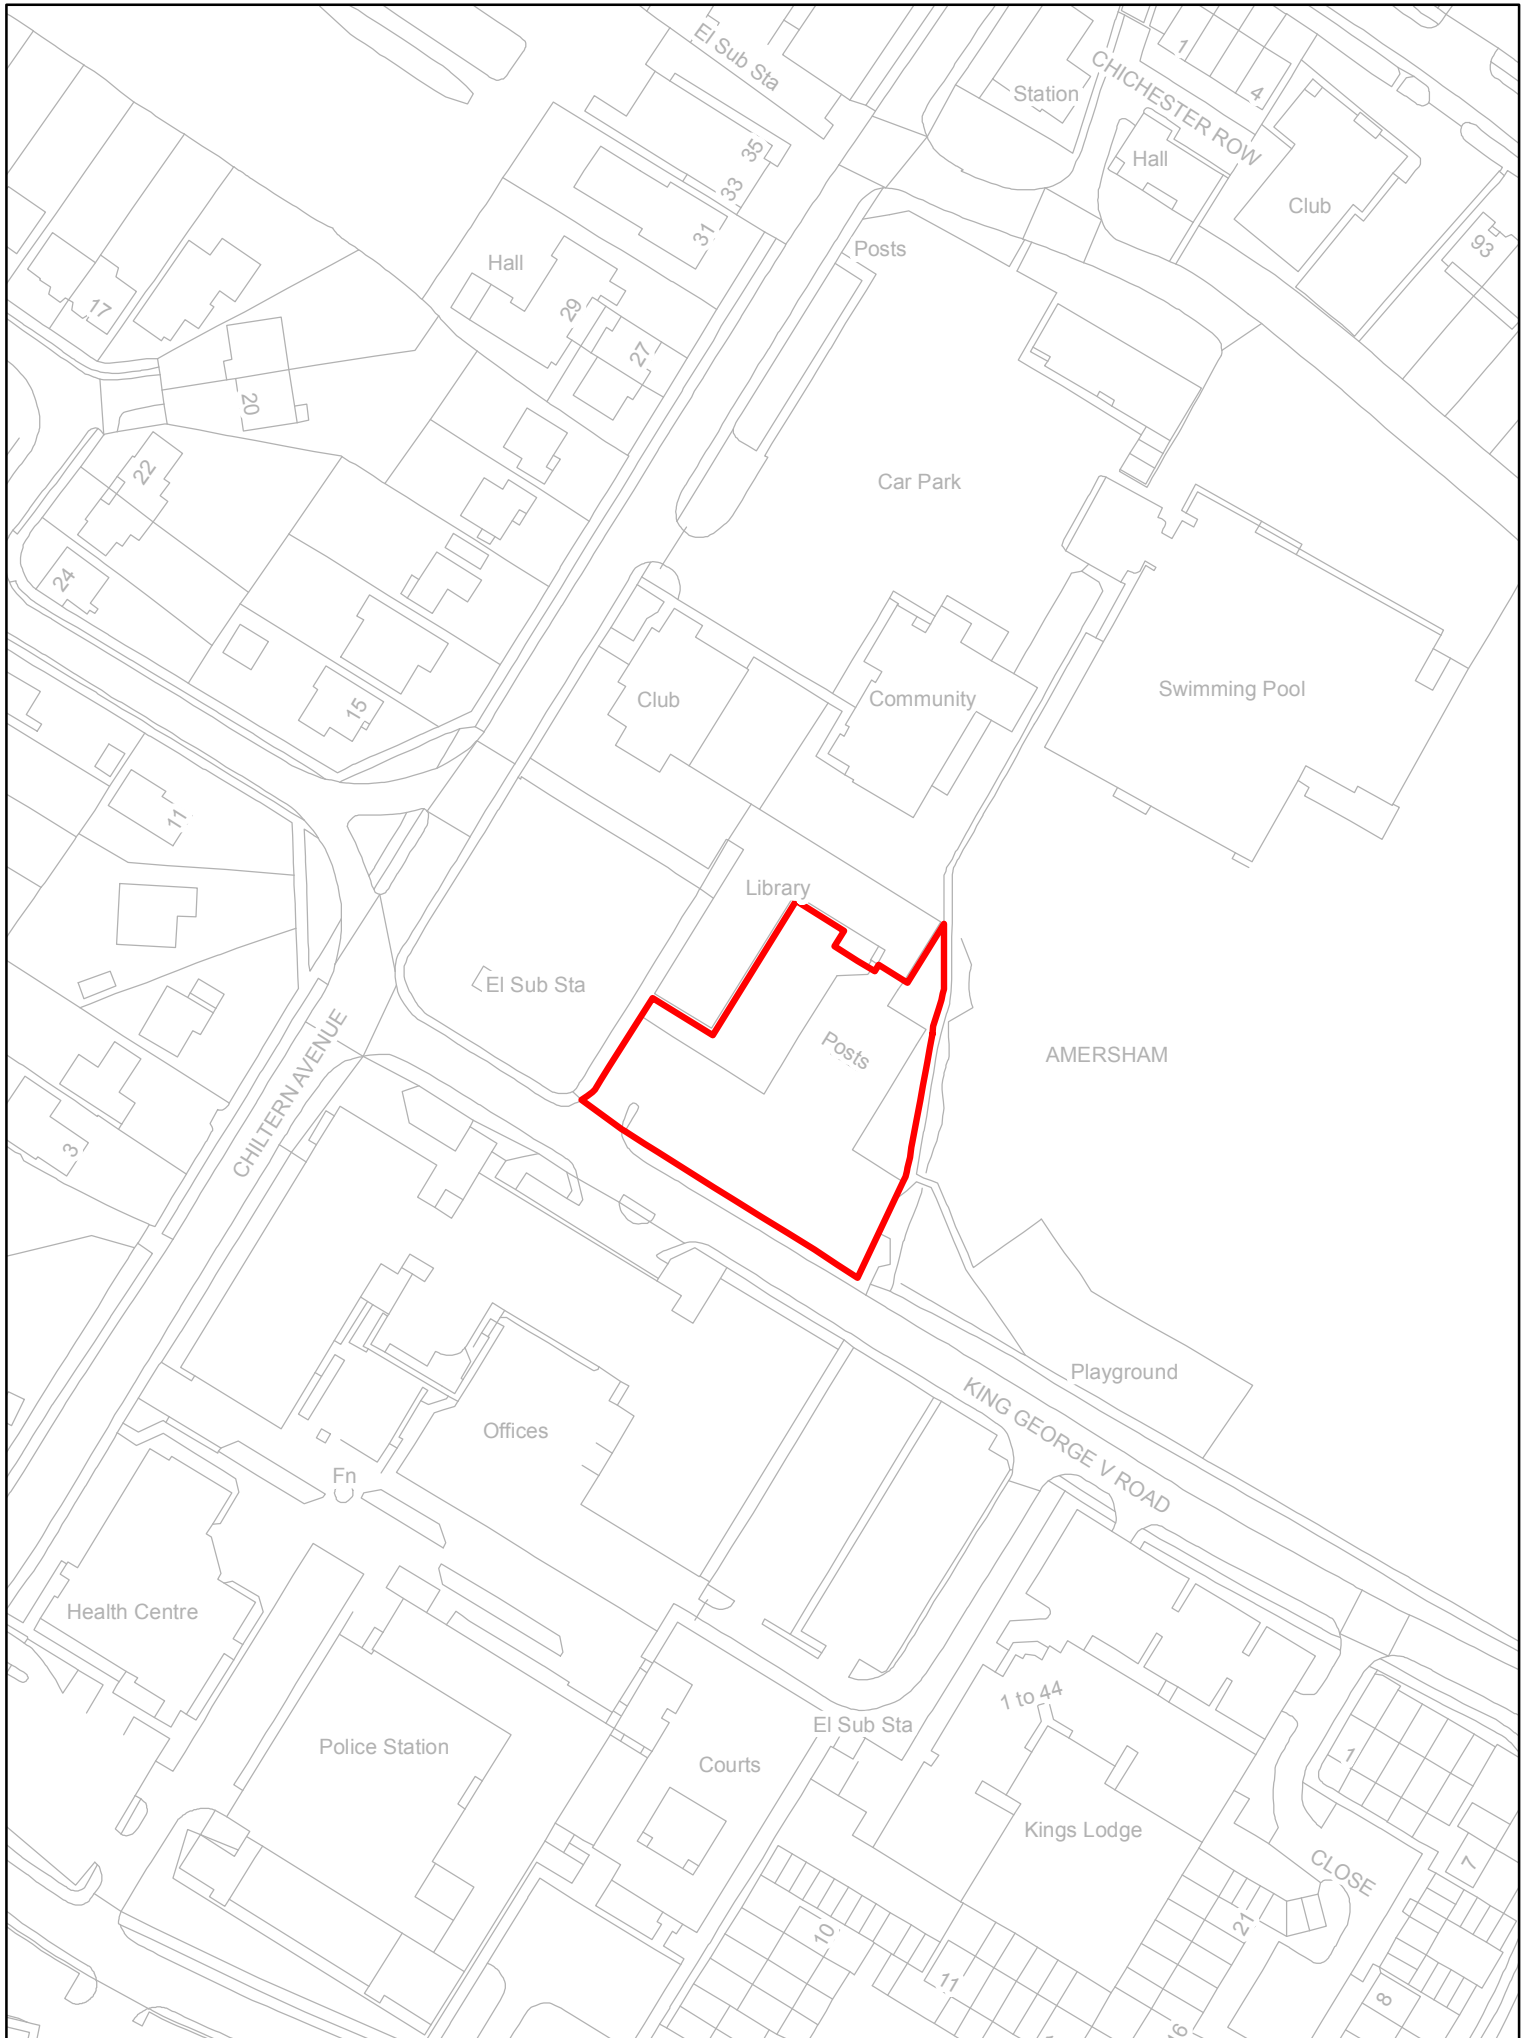 El Sub Sta
Station
CHICHESTER ROW
1
4
35
33
31
Hall
Club
93
Posts
Hall
17
29
27
20
Car Park
22
24
15
Club
Community
Swimming Pool
11
Library
El Sub Sta
Posts
AMERSHAM
CHILTERN AVENUE
3
Playground
KING GEORGE V ROAD
Offices
Fn
Health Centre
1 to 44
El Sub Sta
Police Station
Courts
1
Kings Lodge
CLOSE
7
21
10
11
8